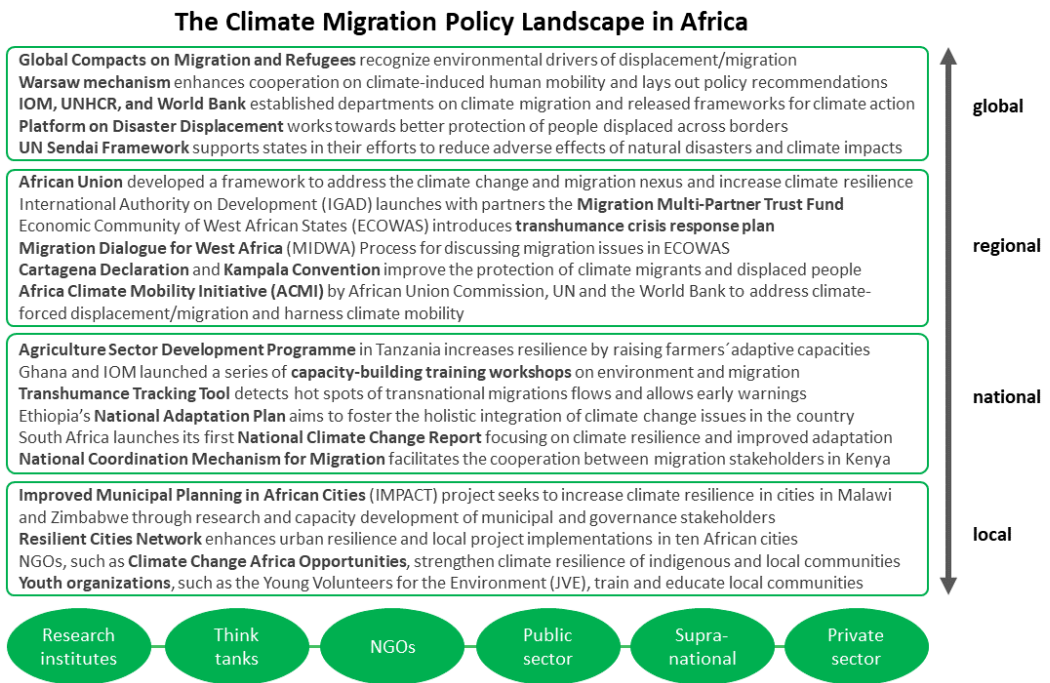 The Climate Migration Policy Landscape in Africa
Global Compacts on Migration and Refugees recognize environmental drivers of displacement/migration
Warsaw mechanism enhances cooperation on climate-induced human mobility and lays out policy recommendations
IOM, UNHCR, and World Bank established departments on climate migration and released frameworks for climate action
Platform on Disaster Displacement works towards better protection of people displaced across borders
UN Sendai Framework supports states in their efforts to reduce adverse effects of natural disasters and climate impacts
global
African Union developed a framework to address the climate change and migration nexus and increase climate resilience
International Authority on Development (IGAD) launches with partners the Migration Multi-Partner Trust Fund
Economic Community of West African States (ECOWAS) introduces transhumance crisis response plan
Migration Dialogue for West Africa (MIDWA) Process for discussing migration issues in ECOWAS
Cartagena Declaration and Kampala Convention improve the protection of climate migrants and displaced people
Africa Climate Mobility Initiative (ACMI) by African Union Commission, UN and the World Bank to address climate-
forced displacement/migration and harness climate mobility
regional
Agriculture Sector Development Programme in Tanzania increases resilience by raising farmers´adaptive capacities
Ghana and IOM launched a series of capacity-building training workshops on environment and migration
Transhumance Tracking Tool detects hot spots of transnational migrations flows and allows early warnings
Ethiopia's National Adaptation Plan aims to foster the holistic integration of climate change issues in the country
South Africa launches its first National Climate Change Report focusing on climate resilience and improved adaptation
National Coordination Mechanism for Migration facilitates the cooperation between migration stakeholders in Kenya
national
Improved Municipal Planning in African Cities (IMPACT) project seeks to increase climate resilience in cities in Malawi
and Zimbabwe through research and capacity development of municipal and governance stakeholders
Resilient Cities Network enhances urban resilience and local project implementations in ten African cities
NGOs, such as Climate Change Africa Opportunities, strengthen climate resilience of indigenous and local communities
Youth organizations, such as the Young Volunteers for the Environment (JVE), train and educate local communities
local
Research
institutes
Think
tanks
NGOs
Public
sector
Supra-
national
Private
sector